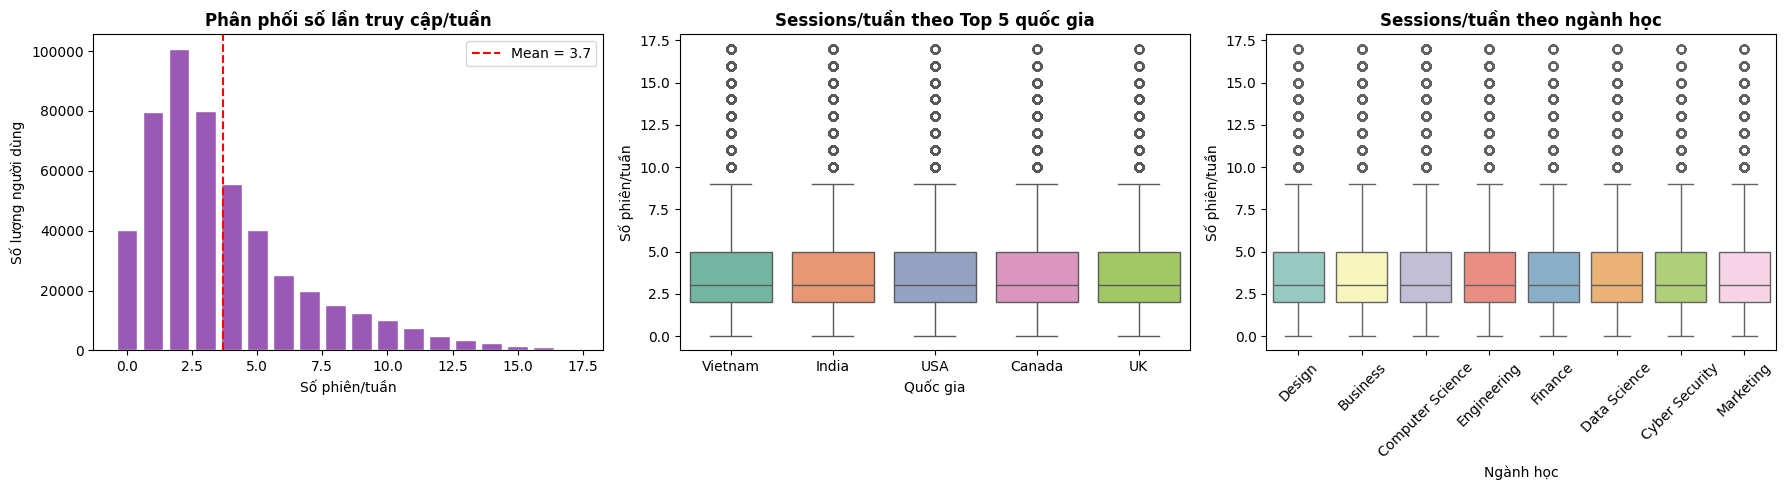 Phân phối số lần truy cập/tuần
Số lượng người dùng
100000
80000
60000
40000
20000
0
Mean = 3.7
0.0 2.5 5.0 7.5 10.0 12.5 15.0 17.5
Số phiên/tuần
Sessions/tuần theo Top 5 quốc gia
Số phiên/tuần
17.5
15.0
12.5
10.0
7.5
5.0
2.5
0.0
Vietnam India USA Canada UK
Quốc gia
Sessions/tuần theo ngành học
Số phiên/tuần
17.5
15.0
12.5
10.0
7.5
5.0
2.5
0.0
Design
Business
Computer Science
Engineering
Finance
Data Science
Cyber Security
Marketing
Ngành học